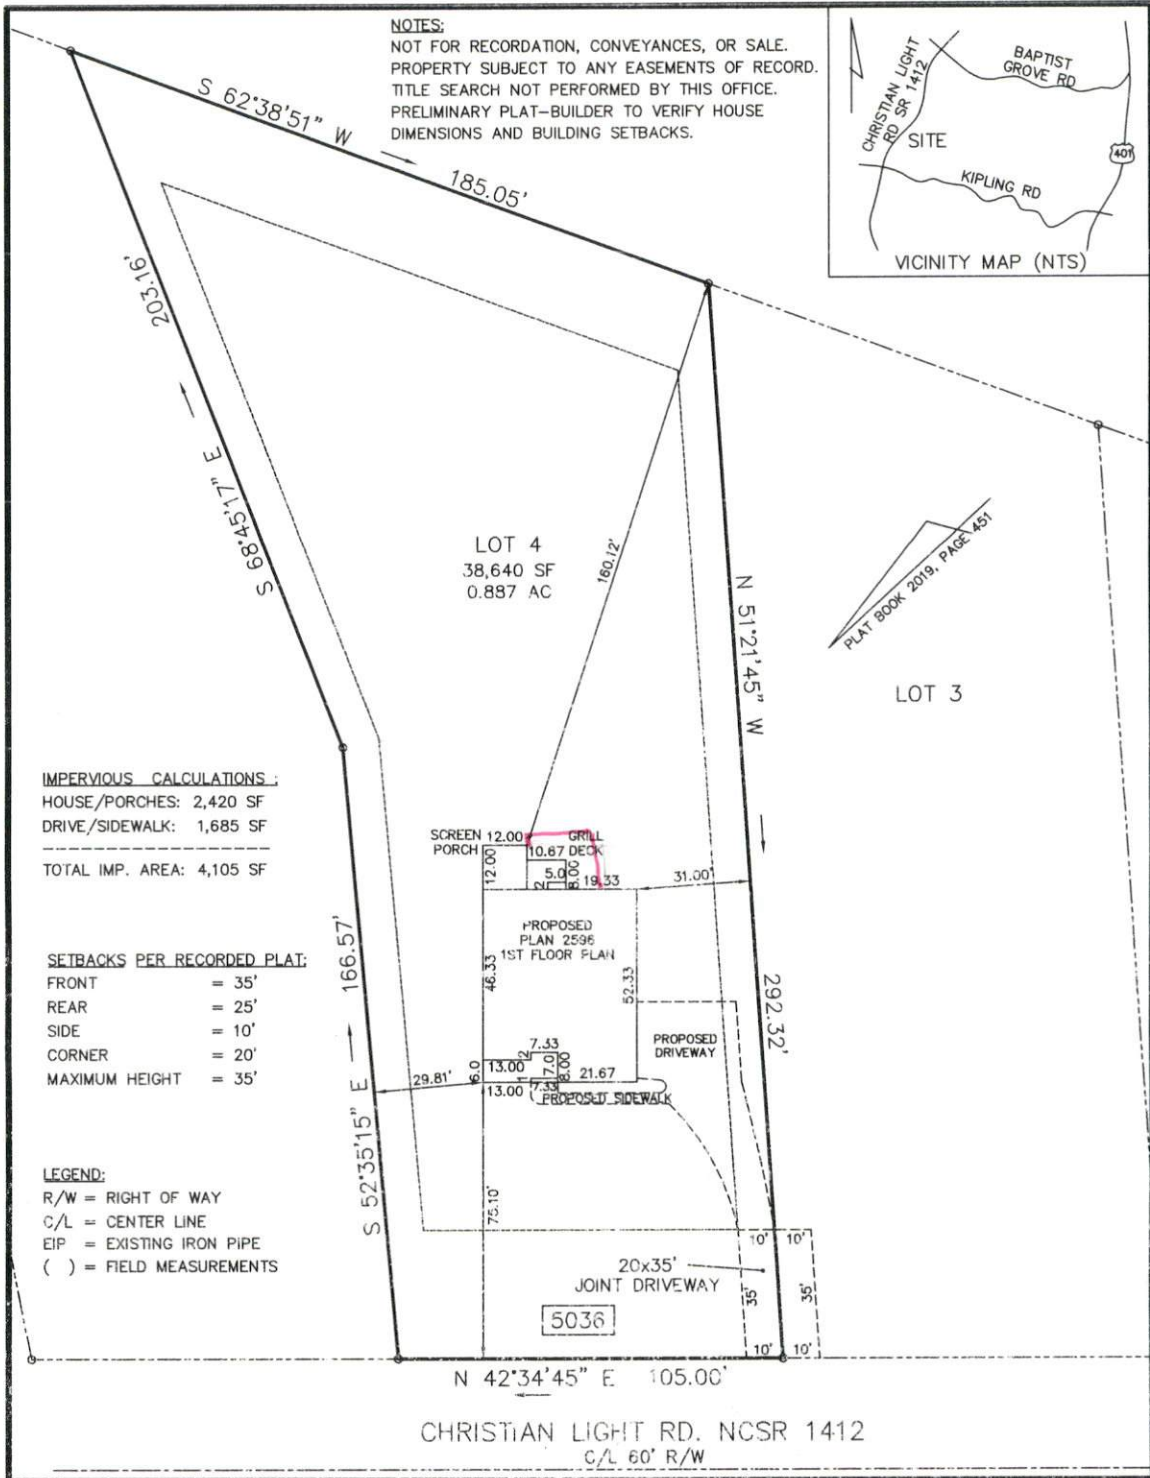 NOTES:
NOT FOR RECORDATION, CONVEYANCES, OR SALE.
PROPERTY SUBJECT TO ANY EASEMENTS OF RECORD.
TITLE SEARCH NOT PERFORMED BY THIS OFFICE.
PRELIMINARY PLAT-BUILDER TO VERIFY HOUSE
DIMENSIONS AND BUILDING SETBACKS.
CHRISTIAN LIGHT
RD SR 1412
BAPTIST
GROVE RD
SITE
401
KIPLING RD
VICINITY MAP (NTS)
S 62°38'51" W
185.05'
203.16'
S 68°45'17" E
LOT 4
38,640 SF
0.887 AC
160.12'
N 51°21'45" W
292.32'
PLAT BOOK 2019, PAGE 451
LOT 3
IMPERVIOUS CALCULATIONS :
HOUSE/PORCHES: 2,420 SF
DRIVE/SIDEWALK: 1,685 SF
TOTAL IMP. AREA: 4,105 SF
SCREEN
PORCH
12.00
12.00
GRILL
DECK
10.67
5.0
2
8.00
19.33
31.00'
PROPOSED
PLAN 2596
1ST FLOOR PLAN
46.33
52.33
166.57'
S 52°35'15" E
SETBACKS PER RECORDED PLAT:
FRONT = 35'
REAR = 25'
SIDE = 10'
CORNER = 20'
MAXIMUM HEIGHT = 35'
PROPOSED
DRIVEWAY
7.33
2
6.0
13.00
7.0
8.00
21.67
29.81'
13.00
1
7.33
PROPOSED SIDEWALK
75.10'
LEGEND:
R/W = RIGHT OF WAY
C/L = CENTER LINE
EIP = EXISTING IRON PIPE
( ) = FIELD MEASUREMENTS
10' 10'
20x35'
JOINT DRIVEWAY
35'
35'
5036
10' 10'
N 42°34'45" E 105.00'
CHRISTIAN LIGHT RD. NCSR 1412
C/L 60' R/W